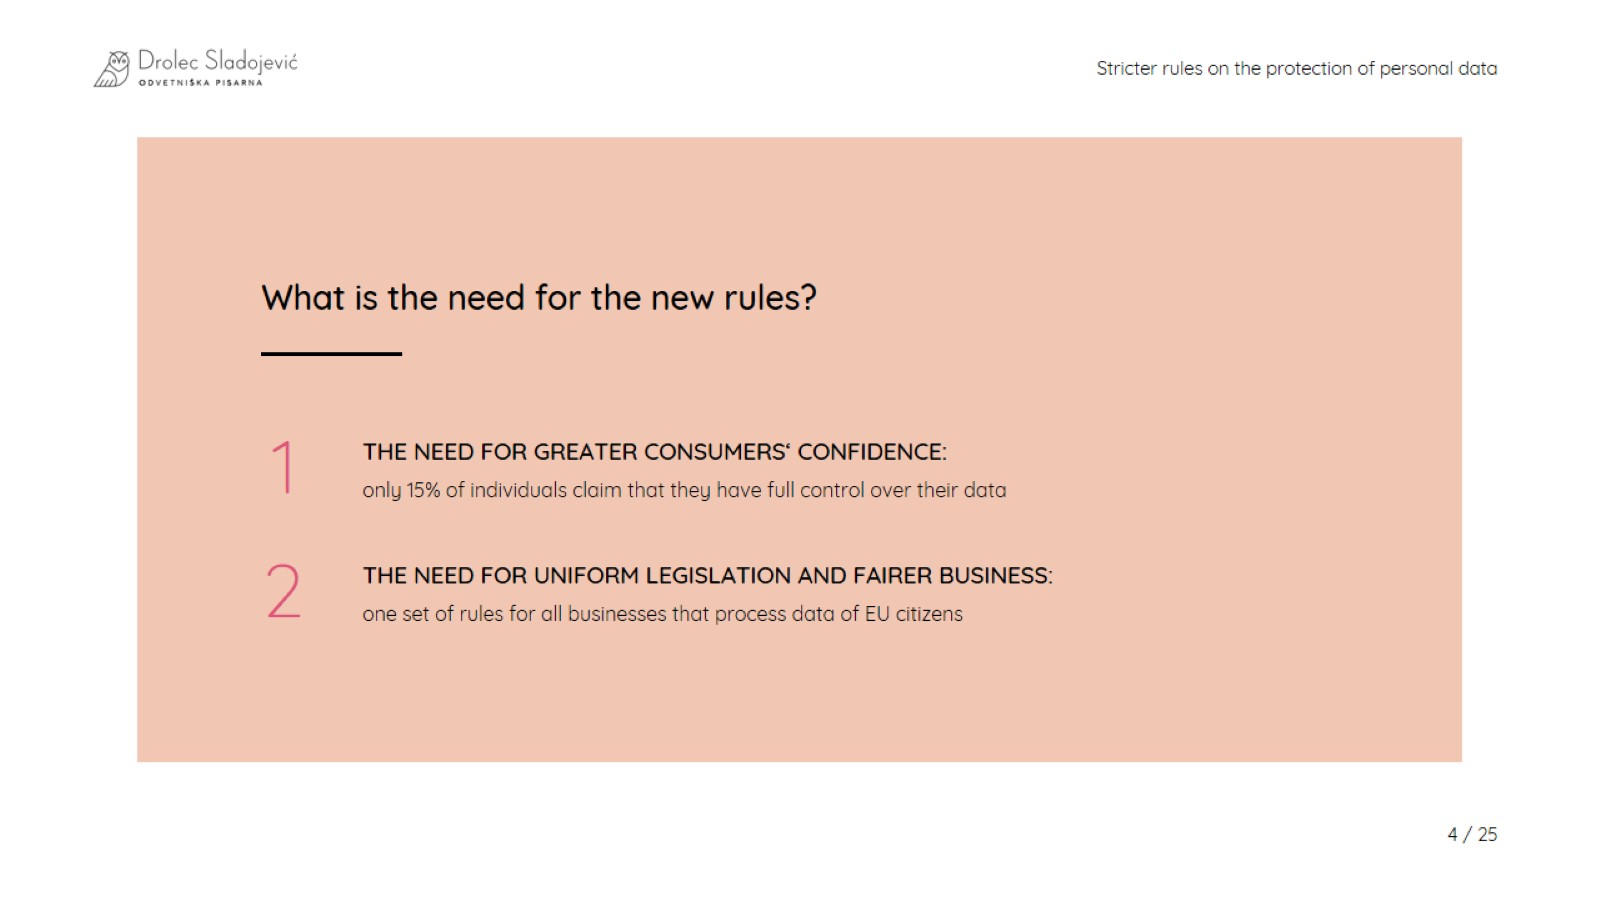 Drolec Sladojević
ODVETNIŠKA PISARNA
Stricter rules on the protection of personal data
What is the need for the new rules?
1
THE NEED FOR GREATER CONSUMERS‘ CONFIDENCE:
only 15% of individuals claim that they have full control over their data
2
THE NEED FOR UNIFORM LEGISLATION AND FAIRER BUSINESS:
one set of rules for all businesses that process data of EU citizens
4 / 25